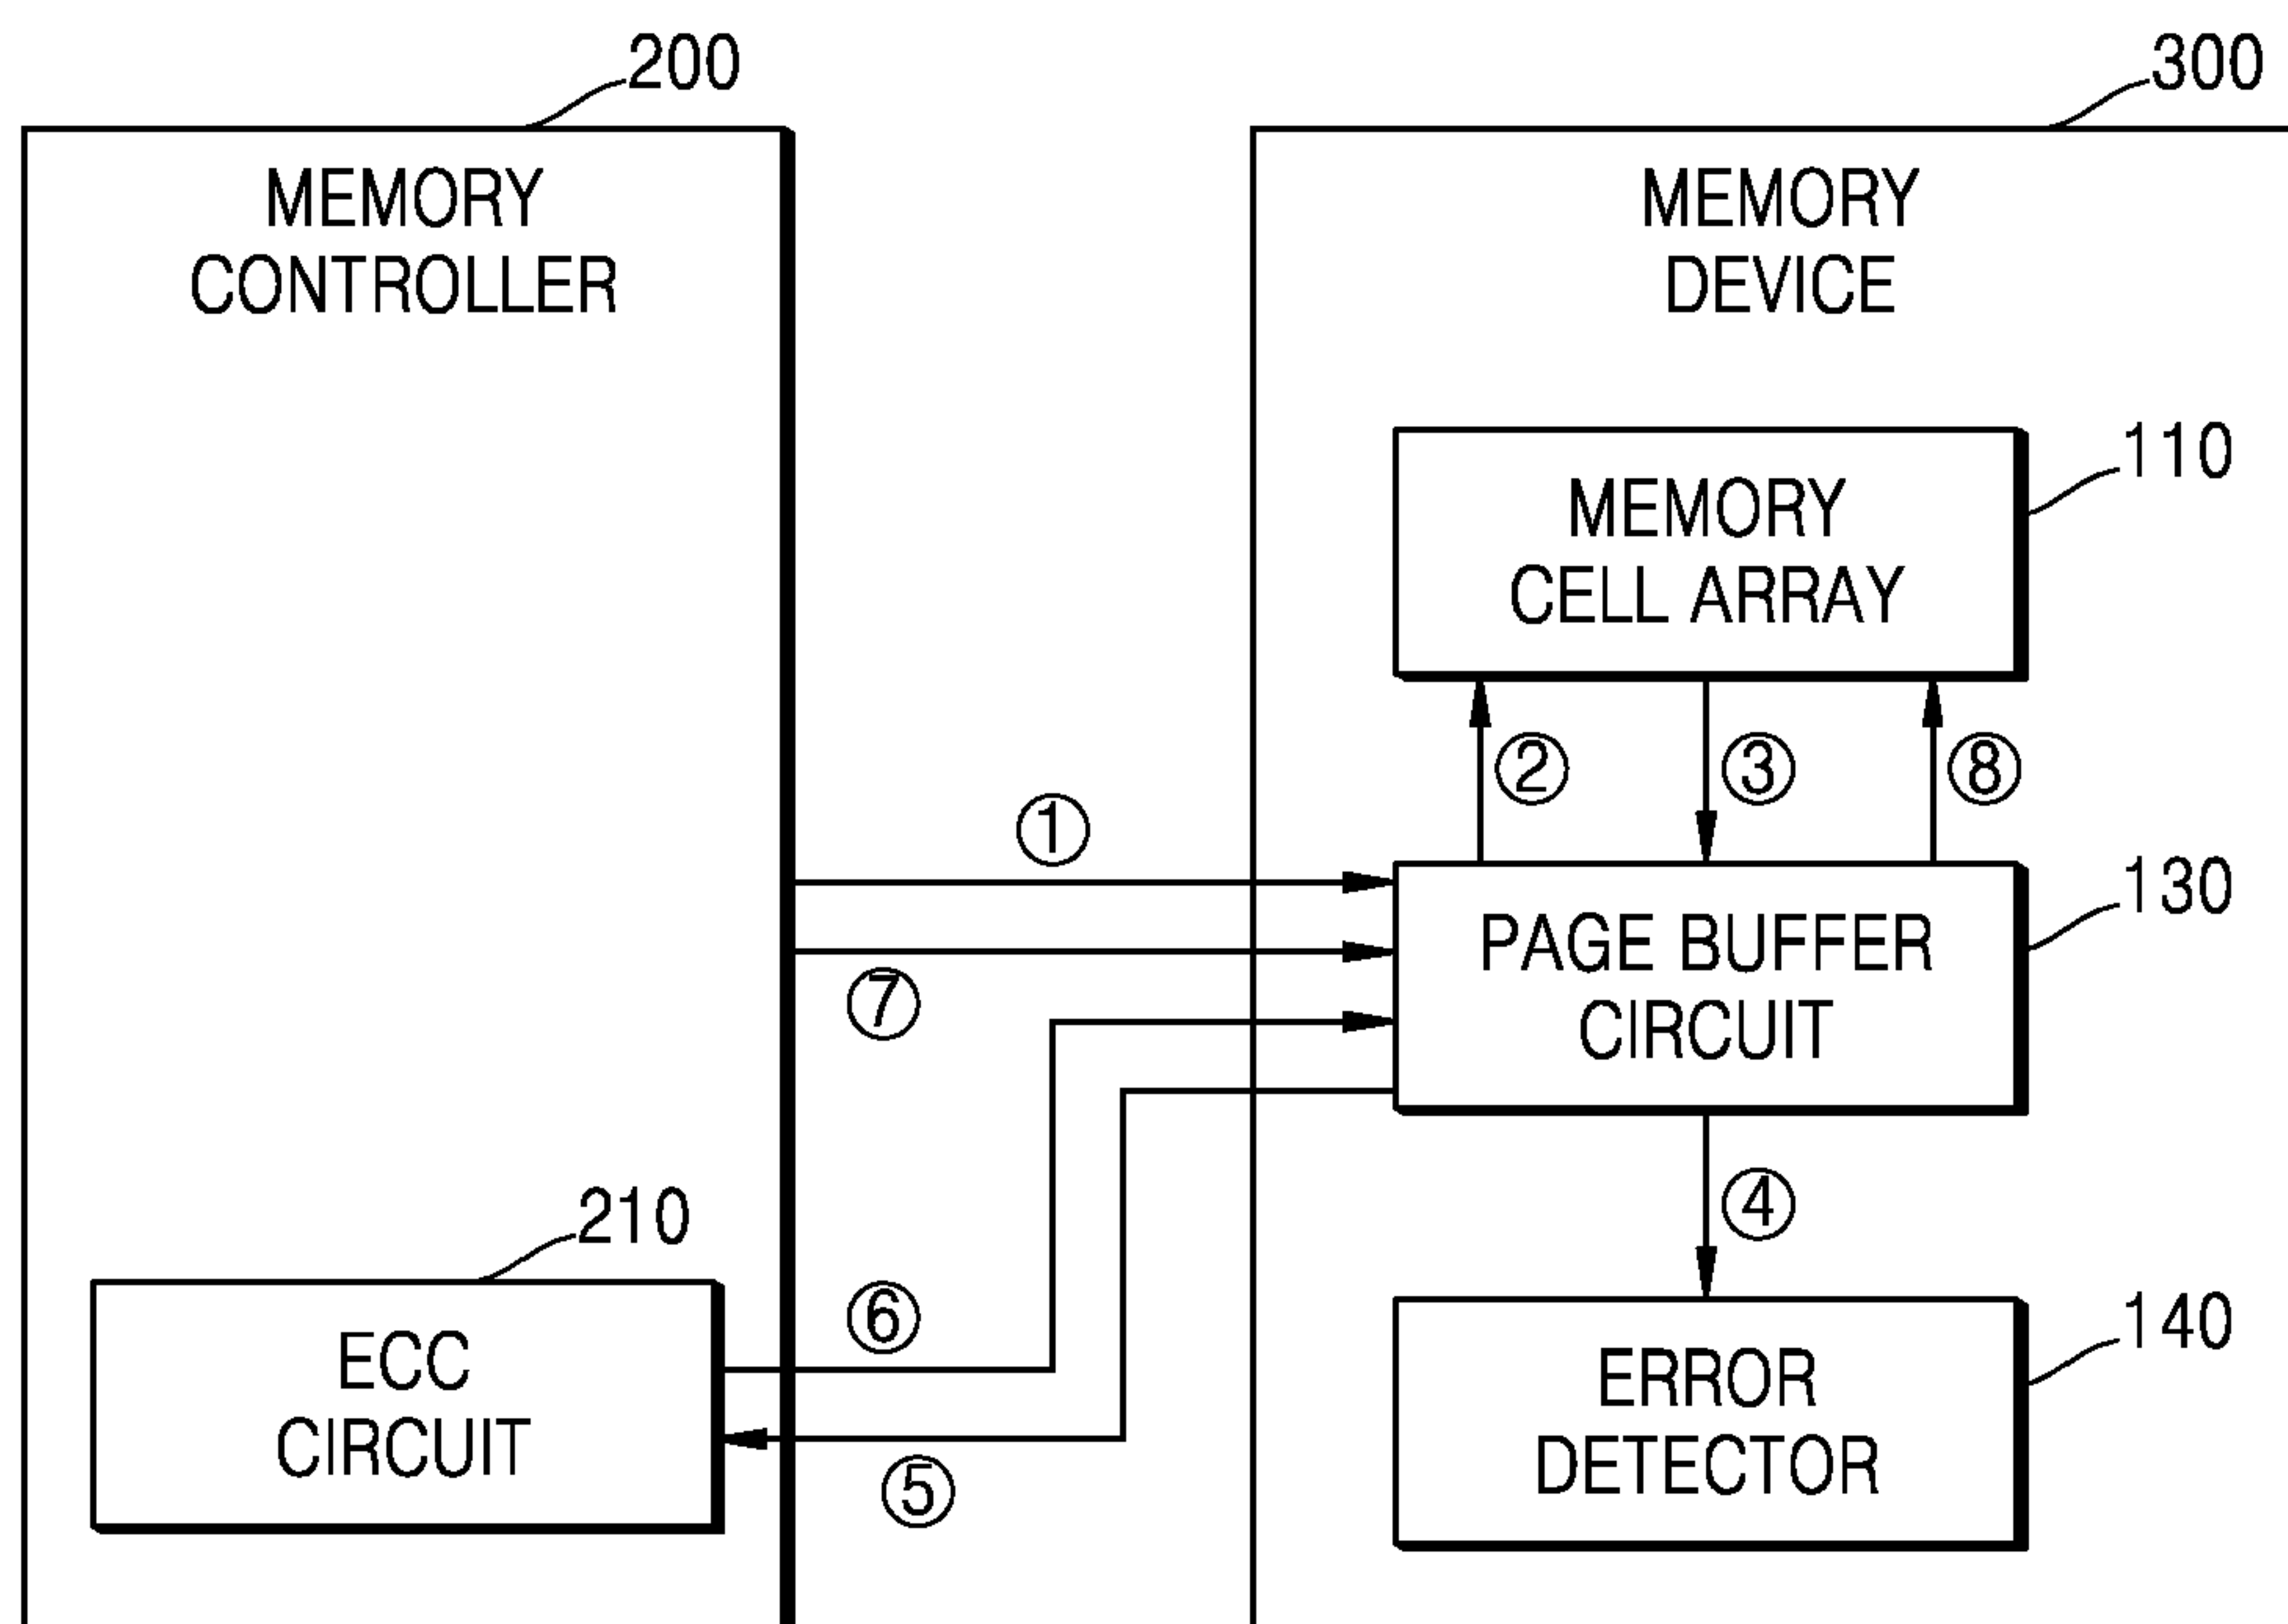 200
300
MEMORY
CONTROLLER
MEMORY
DEVICE
110
MEMORY
CELL ARRAY
② ③ ⑧
①
130
PAGE BUFFER
CIRCUIT
⑦
④
210
⑥
140
ECC
CIRCUIT
ERROR
DETECTOR
⑤